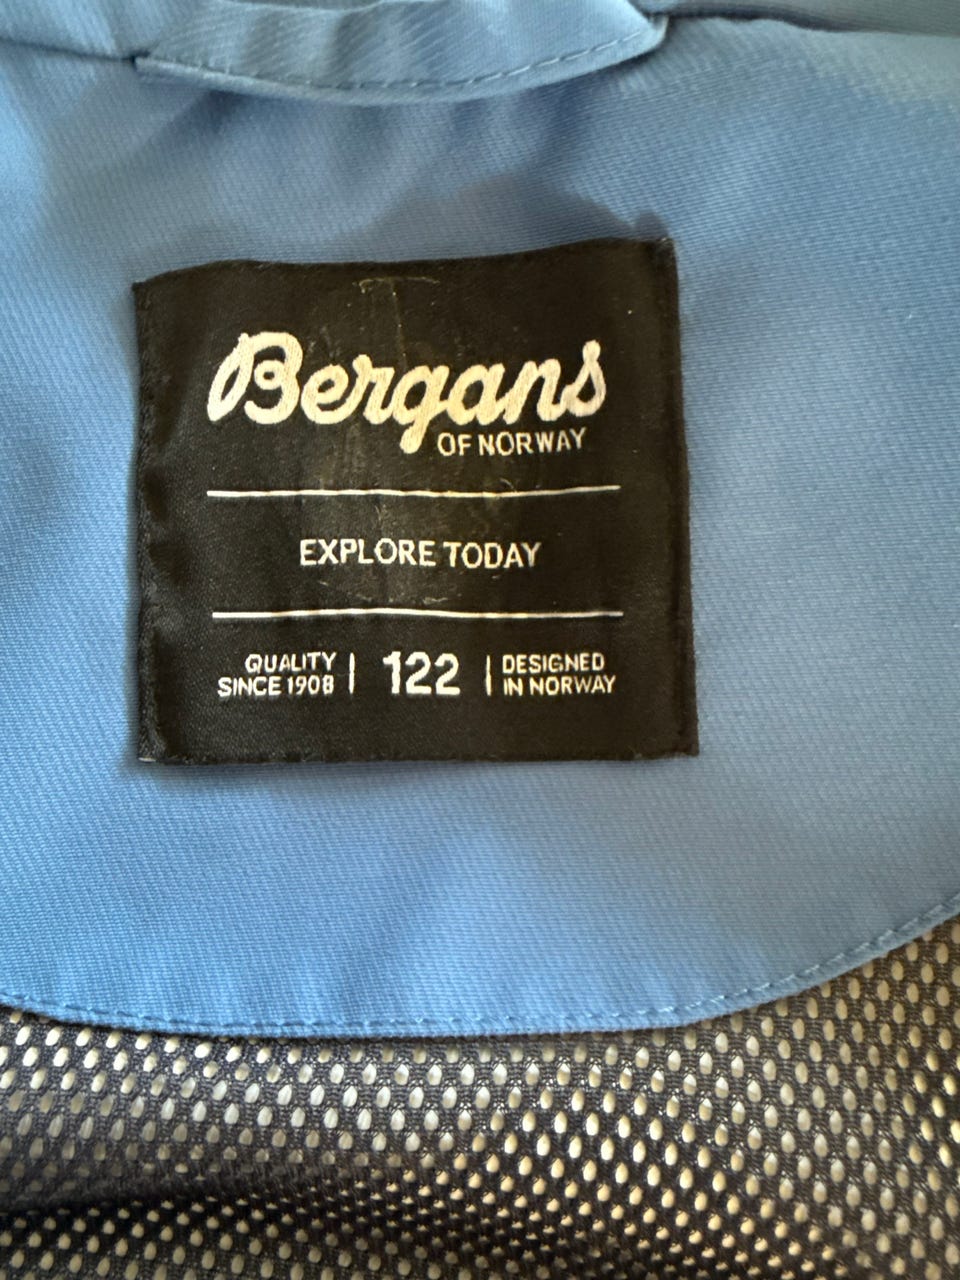 Bergans
OF NORWAY
EXPLORE TODAY
QUALITY
SINCE 1908
122
DESIGNED
IN NORWAY